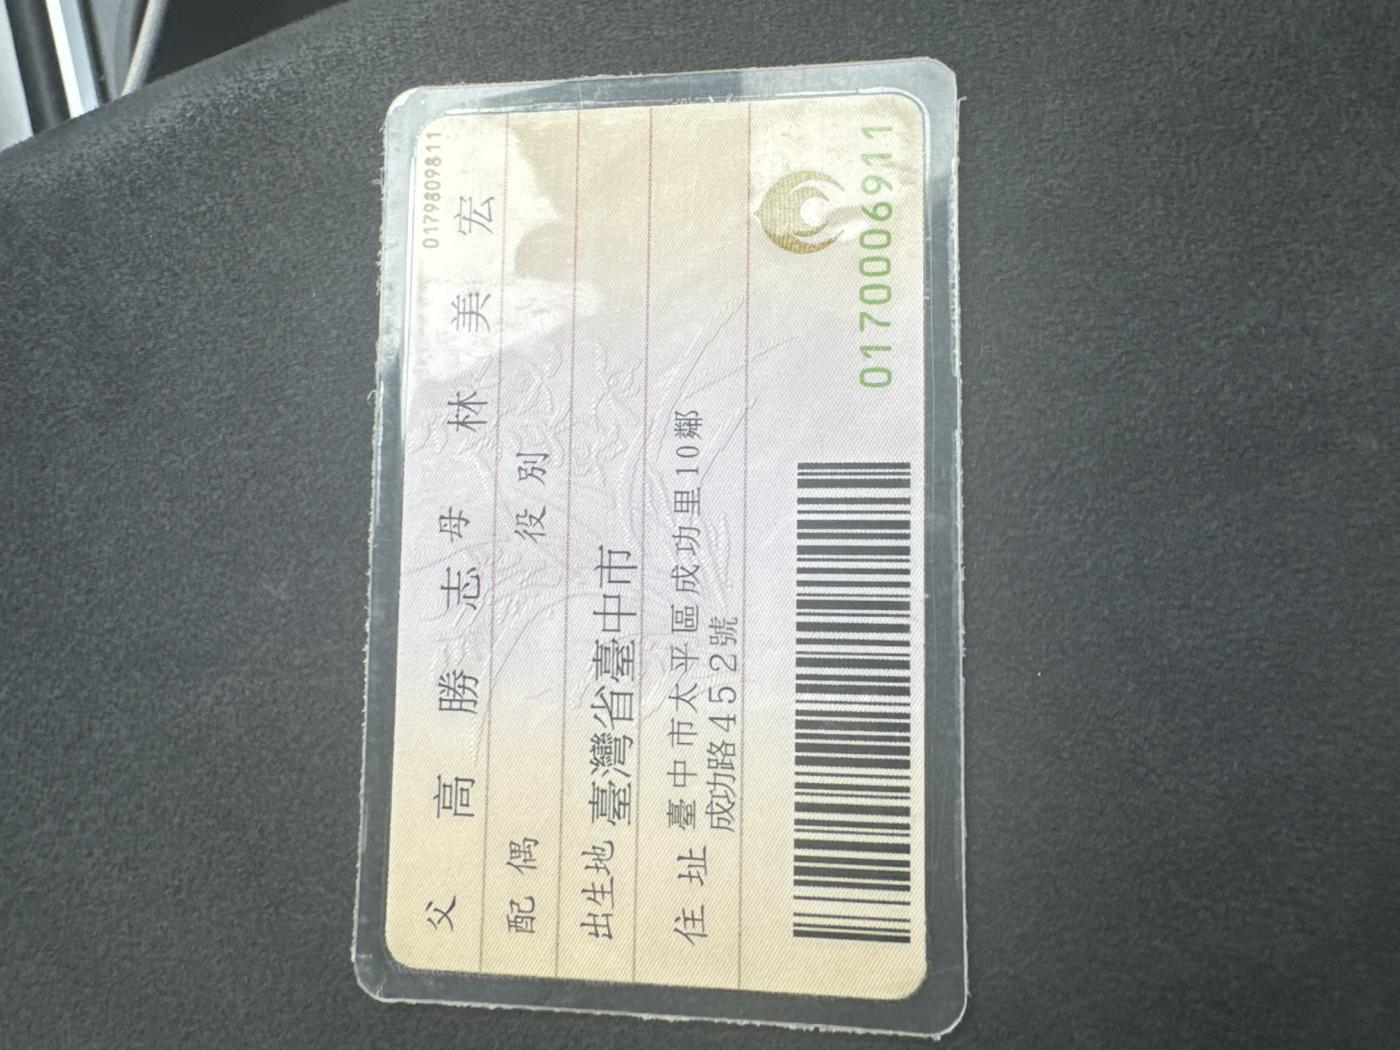 0179809811
父 高勝志 母 林美宏
配偶 役別
出生地 臺灣省臺中市
住址 臺中市太平區成功里10鄰
成功路452號
0170006911